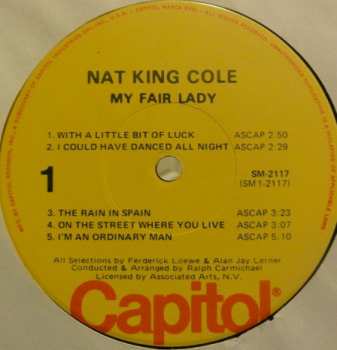 NAT KING COLE
MY FAIR LADY
1. WITH A LITTLE BIT OF LUCK ASCAP 2.50
2. I COULD HAVE DANCED ALL NIGHT ASCAP 2:29
1
SM-2117
(SM 1-2117)
3. THE RAIN IN SPAIN ASCAP 3:23
4. ON THE STREET WHERE YOU LIVE ASCAP 3:07
5. I'M AN ORDINARY MAN ASCAP 5.10
All Selections by Ferderick Loewe & Alan Jay Lerner
Conducted & Arranged by Ralph Carmichael
Licensed by Associated Arts, N.V.
Capitol®